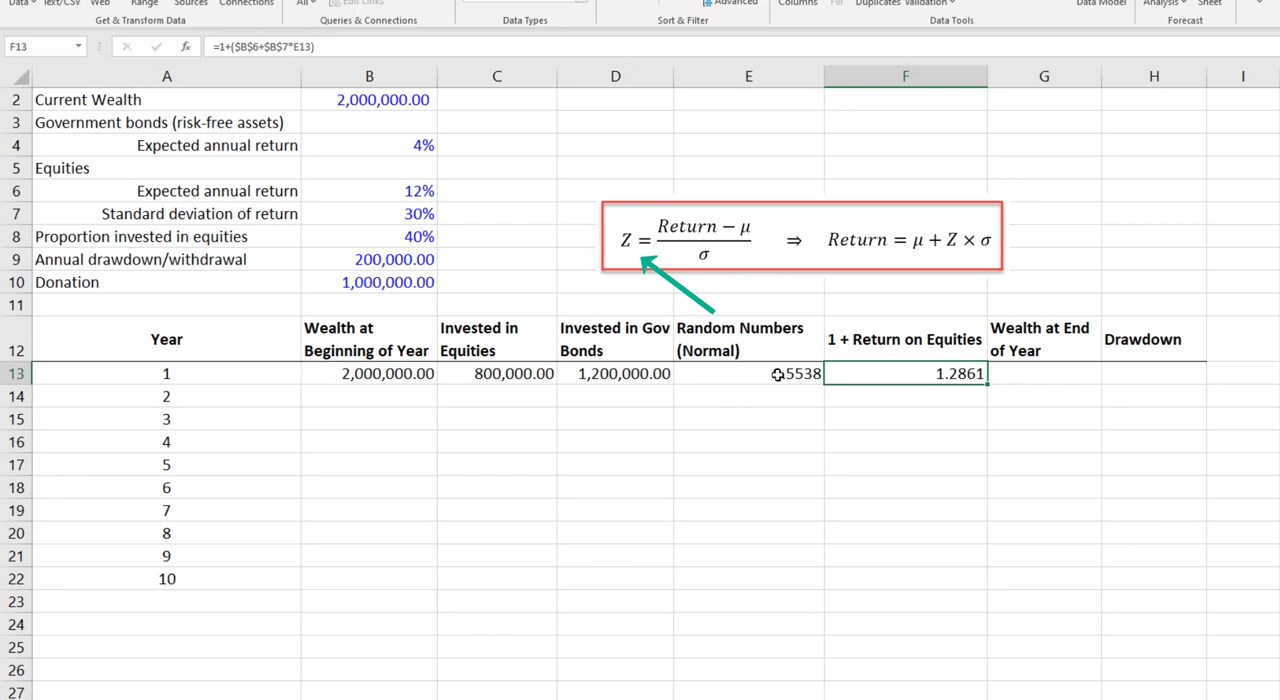 Data Text/CSV Web Range Sources Connections All Edit Links Advanced Columns Fill Duplicates Validation Data Model Analysis Sheet
Get & Transform Data Queries & Connections Data Types Sort & Filter Data Tools Forecast
F13 fx =1+($B$6+$B$7*E13)
A B C D E F G H I
2 Current Wealth 2,000,000.00
3 Government bonds (risk-free assets)
4 Expected annual return 4%
5 Equities
6 Expected annual return 12%
7 Standard deviation of return 30%
8 Proportion invested in equities 40%
9 Annual drawdown/withdrawal 200,000.00
10 Donation 1,000,000.00
Z = (Return − μ) / σ ⇒ Return = μ + Z × σ
11
12 Year Wealth at Beginning of Year Invested in Equities Invested in Gov Bonds Random Numbers (Normal) 1 + Return on Equities Wealth at End of Year Drawdown
13 1 2,000,000.00 800,000.00 1,200,000.00 .5538 1.2861
14 2
15 3
16 4
17 5
18 6
19 7
20 8
21 9
22 10
23
24
25
26
27